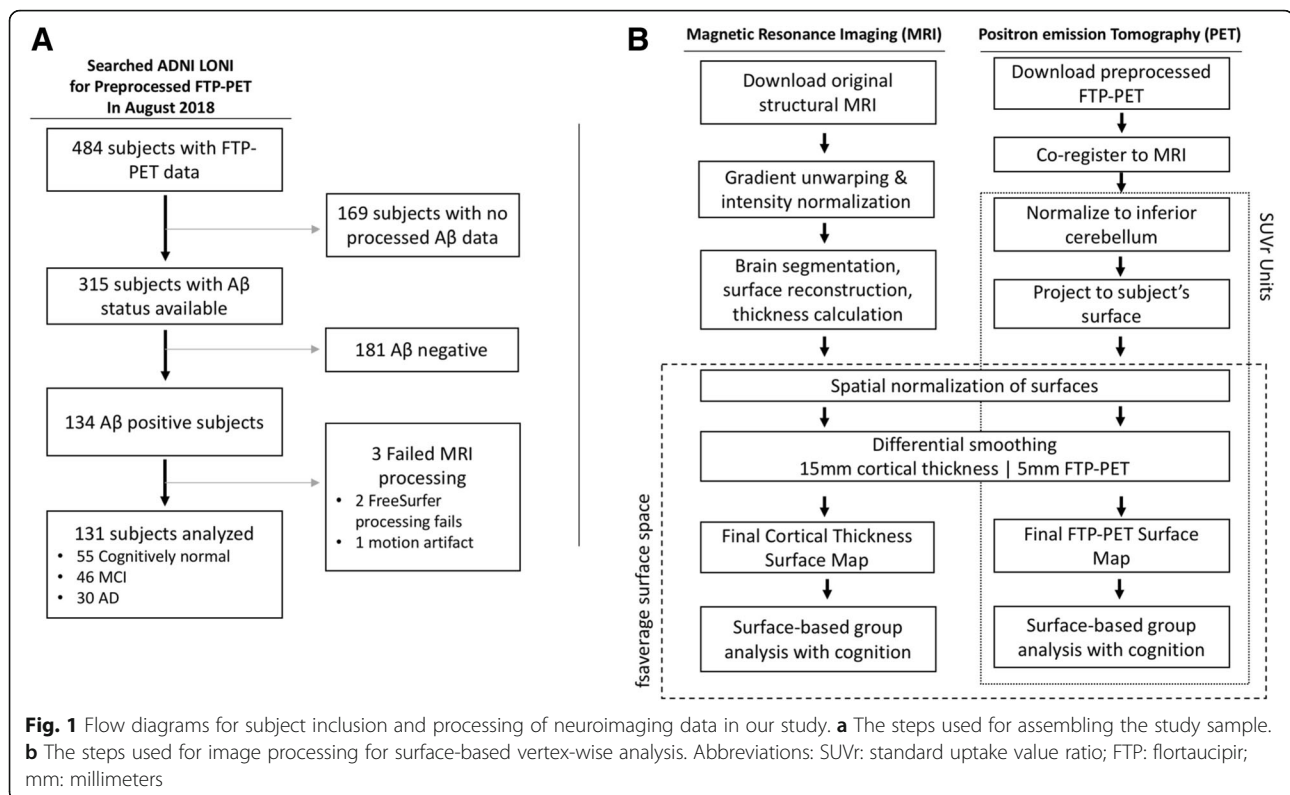 A
Searched ADNI LONI
for Preprocessed FTP-PET
In August 2018
484 subjects with FTP-
PET data
169 subjects with no
processed Aβ data
315 subjects with Aβ
status available
181 Aβ negative
134 Aβ positive subjects
3 Failed MRI
processing
• 2 FreeSurfer
processing fails
• 1 motion artifact
131 subjects analyzed
• 55 Cognitively normal
• 46 MCI
• 30 AD
B
Magnetic Resonance Imaging (MRI)
Download original
structural MRI
Gradient unwarping &
intensity normalization
Brain segmentation,
surface reconstruction,
thickness calculation
Positron emission Tomography (PET)
Download preprocessed
FTP-PET
Co-register to MRI
Normalize to inferior
cerebellum
Project to subject's
surface
SUVr Units
Spatial normalization of surfaces
Differential smoothing
15mm cortical thickness | 5mm FTP-PET
Final Cortical Thickness
Surface Map
Surface-based group
analysis with cognition
Final FTP-PET Surface
Map
Surface-based group
analysis with cognition
fsaverage surface space
Fig. 1 Flow diagrams for subject inclusion and processing of neuroimaging data in our study. a The steps used for assembling the study sample.
b The steps used for image processing for surface-based vertex-wise analysis. Abbreviations: SUVr: standard uptake value ratio; FTP: flortaucipir;
mm: millimeters